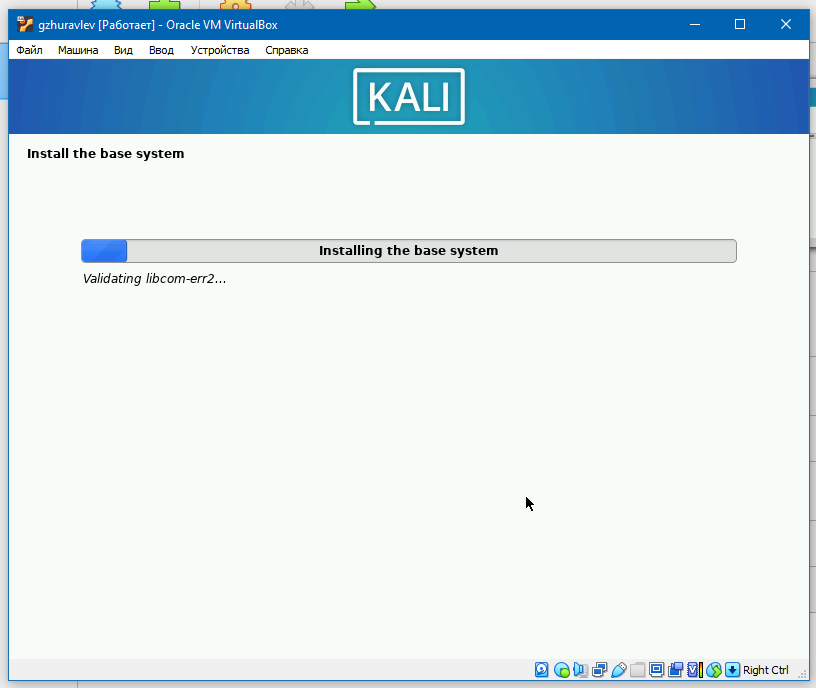 gzhuravlev [Работает] - Oracle VM VirtualBox
Файл Машина Вид Ввод Устройства Справка
KALI
Install the base system
Installing the base system
Validating libcom-err2...
Right Ctrl